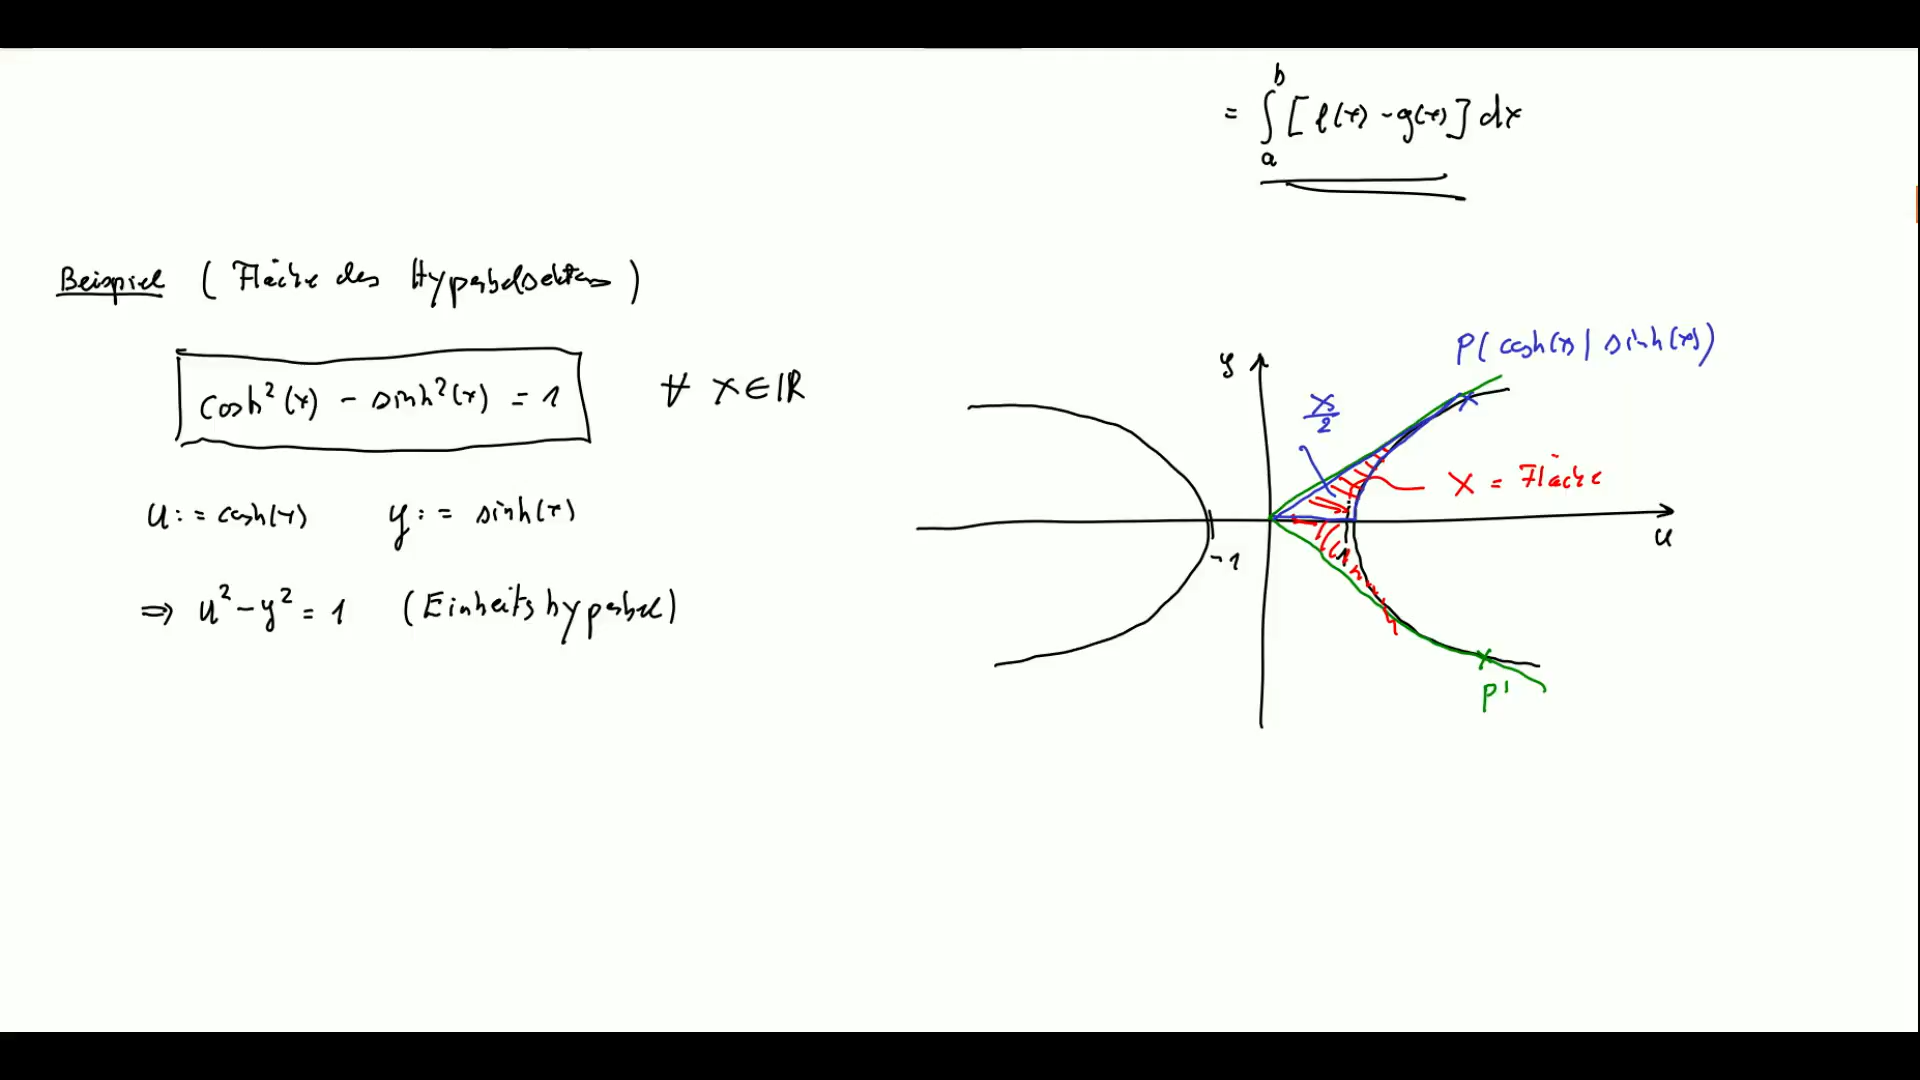 = ∫ₐᵇ [f(x) - g(x)] dx
Beispiel (Fläche des Hyperbelsektors)
cosh²(x) - sinh²(x) = 1 ∀ x ∈ ℝ
u := cosh(x) y := sinh(x)
⇒ u² - y² = 1 (Einheitshyperbel)
P(cosh(x) | sinh(x))
y
x/2
x = Fläche
u
-1
1
P'